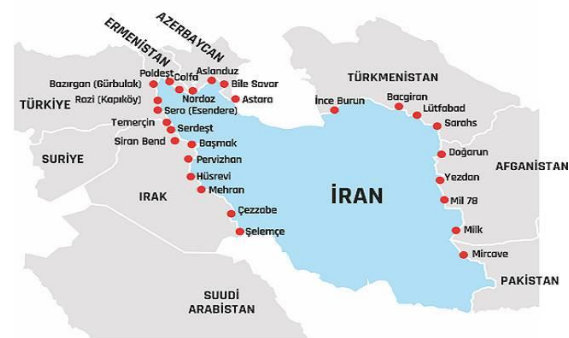 ERMENİSTAN
AZERBAYCAN
Poldeşt
Colfa
Aslanduz
Bazırgan (Gürbulak)
Bile Savar
TÜRKMENİSTAN
Razi (Kapıköy)
Nordoz
Astara
TÜRKİYE
Sero (Esendere)
İnce Burun
Bacgiran
Lütfabad
Temerçin
Serdeşt
Sarahs
Siran Bend
Başmak
SURİYE
Pervizhan
Doğarun
AFGANİSTAN
Hüsrevi
Yezdan
IRAK
Mehran
İRAN
Mil 78
Çezzabe
Milk
Şelemçe
Mircave
PAKİSTAN
SUUDİ
ARABİSTAN